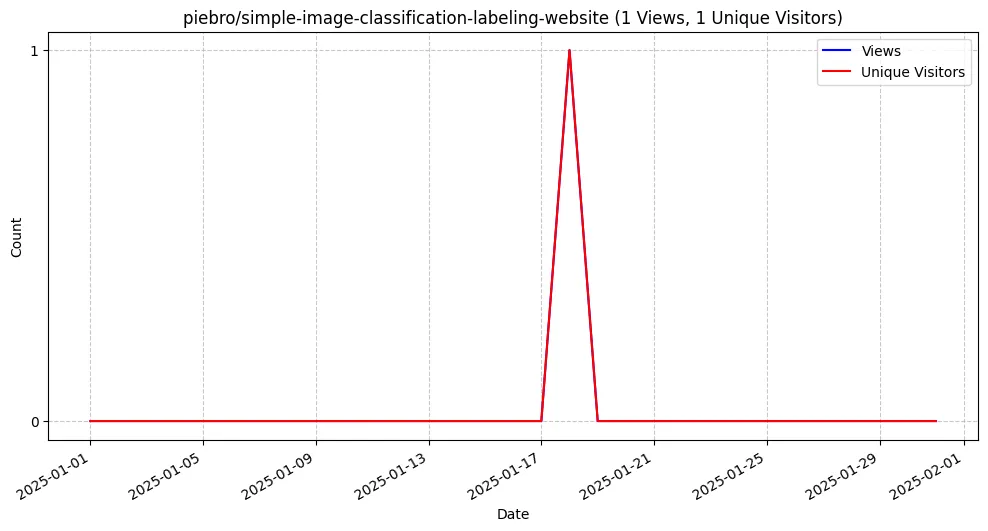 piebro/simple-image-classification-labeling-website (1 Views, 1 Unique Visitors)
Views
Unique Visitors
1
0
Count
2025-01-01
2025-01-05
2025-01-09
2025-01-13
2025-01-17
2025-01-21
2025-01-25
2025-01-29
2025-02-01
Date